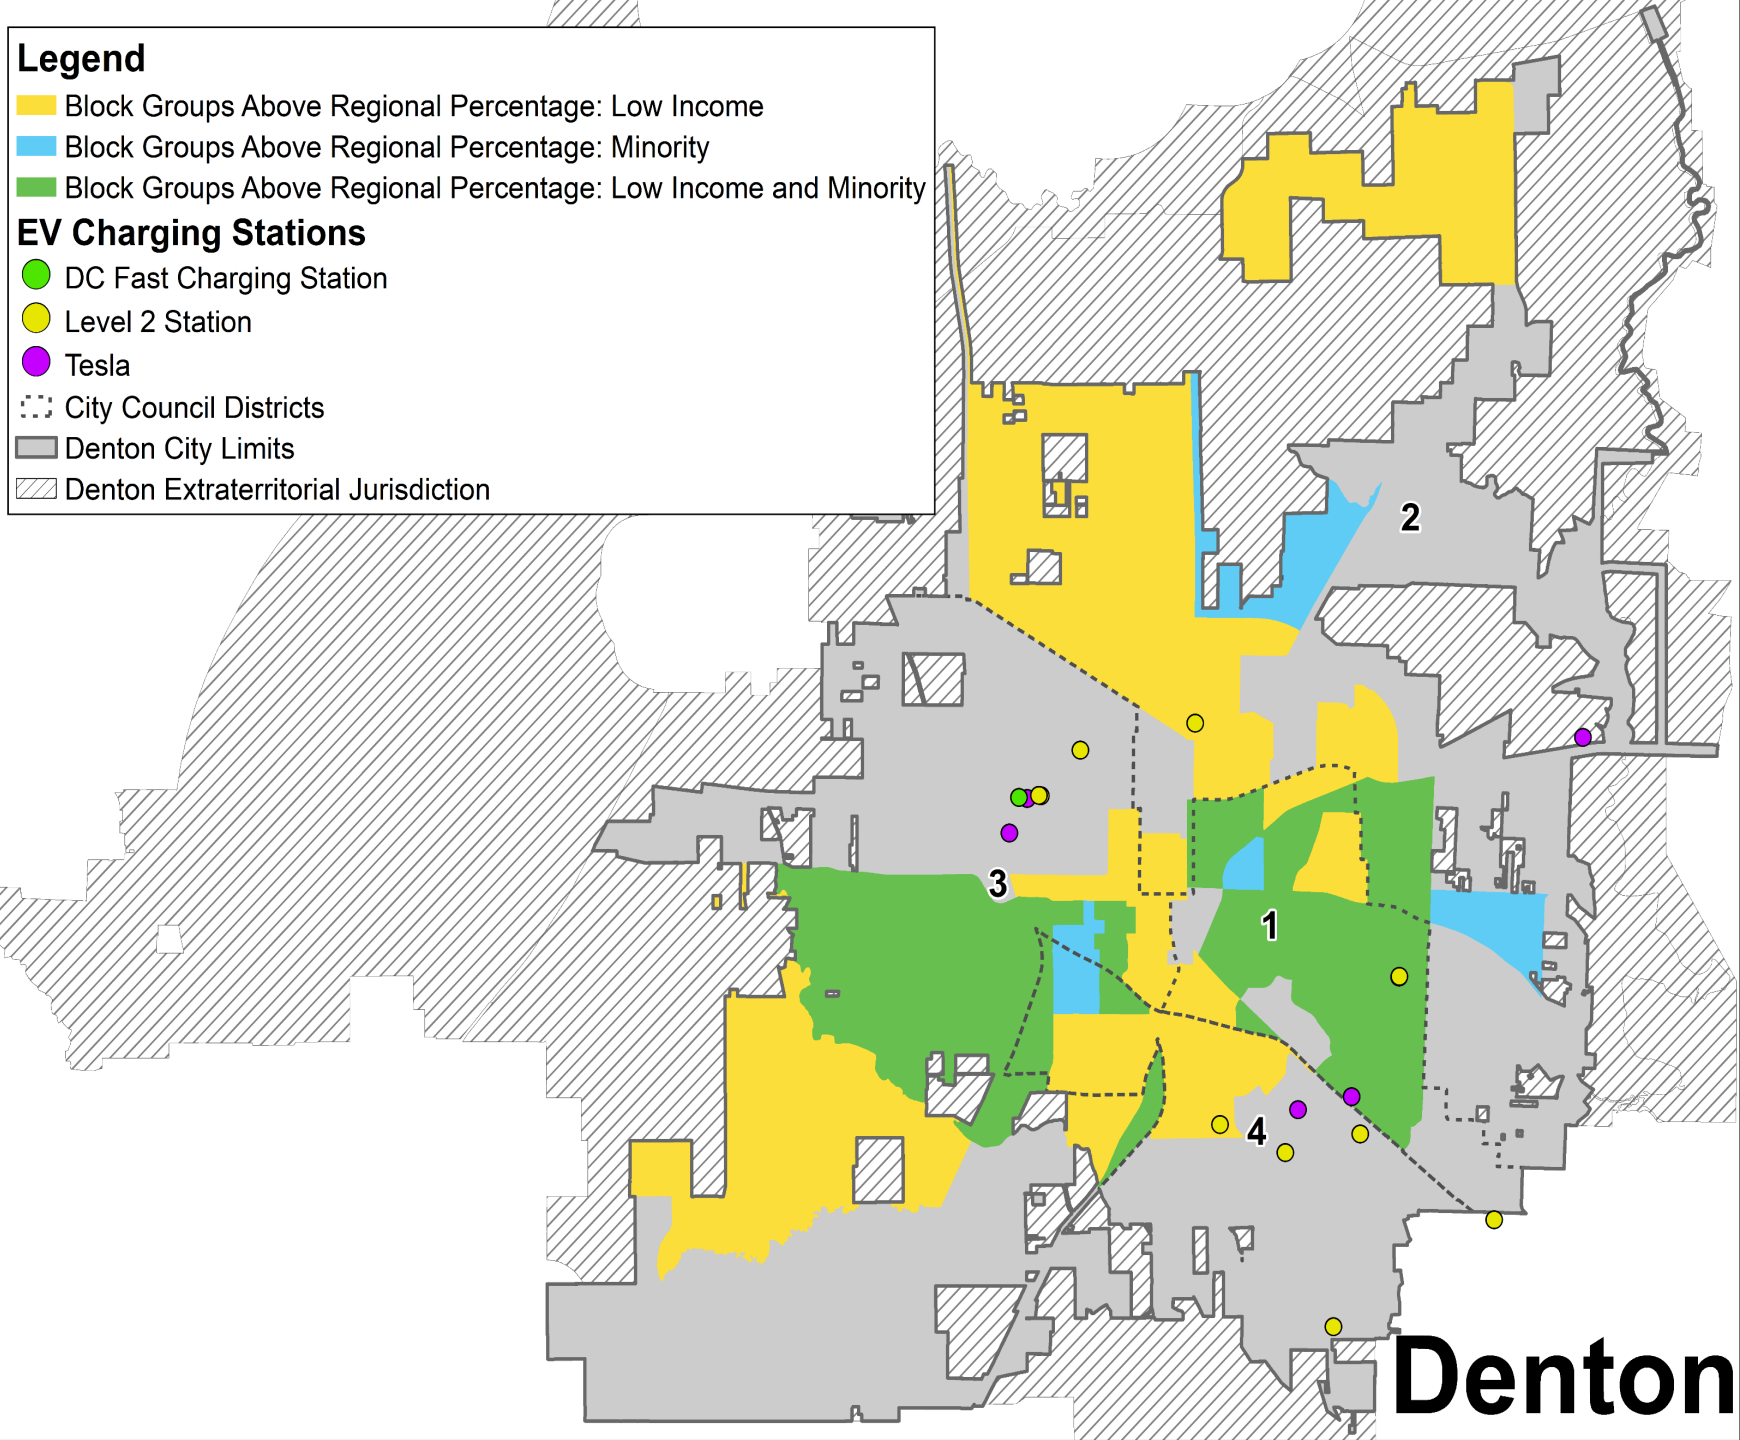 Legend
Block Groups Above Regional Percentage: Low Income
Block Groups Above Regional Percentage: Minority
Block Groups Above Regional Percentage: Low Income and Minority
EV Charging Stations
DC Fast Charging Station
Level 2 Station
Tesla
City Council Districts
Denton City Limits
Denton Extraterritorial Jurisdiction
2
3
1
4
Denton